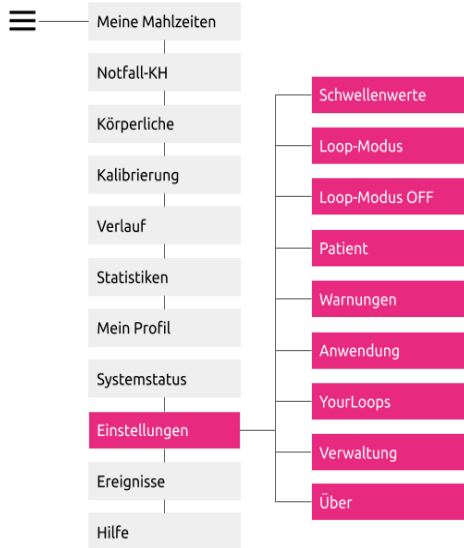 Meine Mahlzeiten
Notfall-KH
Körperliche
Kalibrierung
Verlauf
Statistiken
Mein Profil
Systemstatus
Einstellungen
Ereignisse
Hilfe
Schwellenwerte
Loop-Modus
Loop-Modus OFF
Patient
Warnungen
Anwendung
YourLoops
Verwaltung
Über